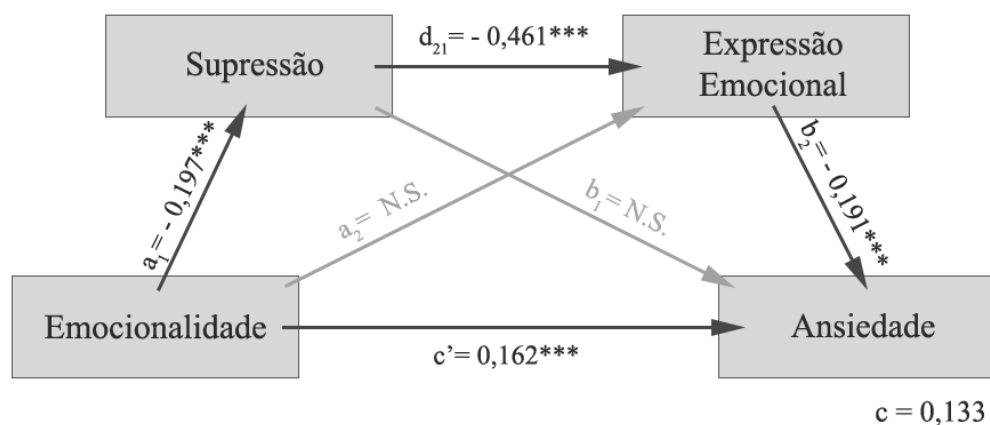 d21= - 0,461***
Supressão
Expressão
Emocional
a1= - 0,197***
a2= N.S.
b1= N.S.
b2= - 0,191***
Emocionalidade
Ansiedade
c’= 0,162***
c = 0,133